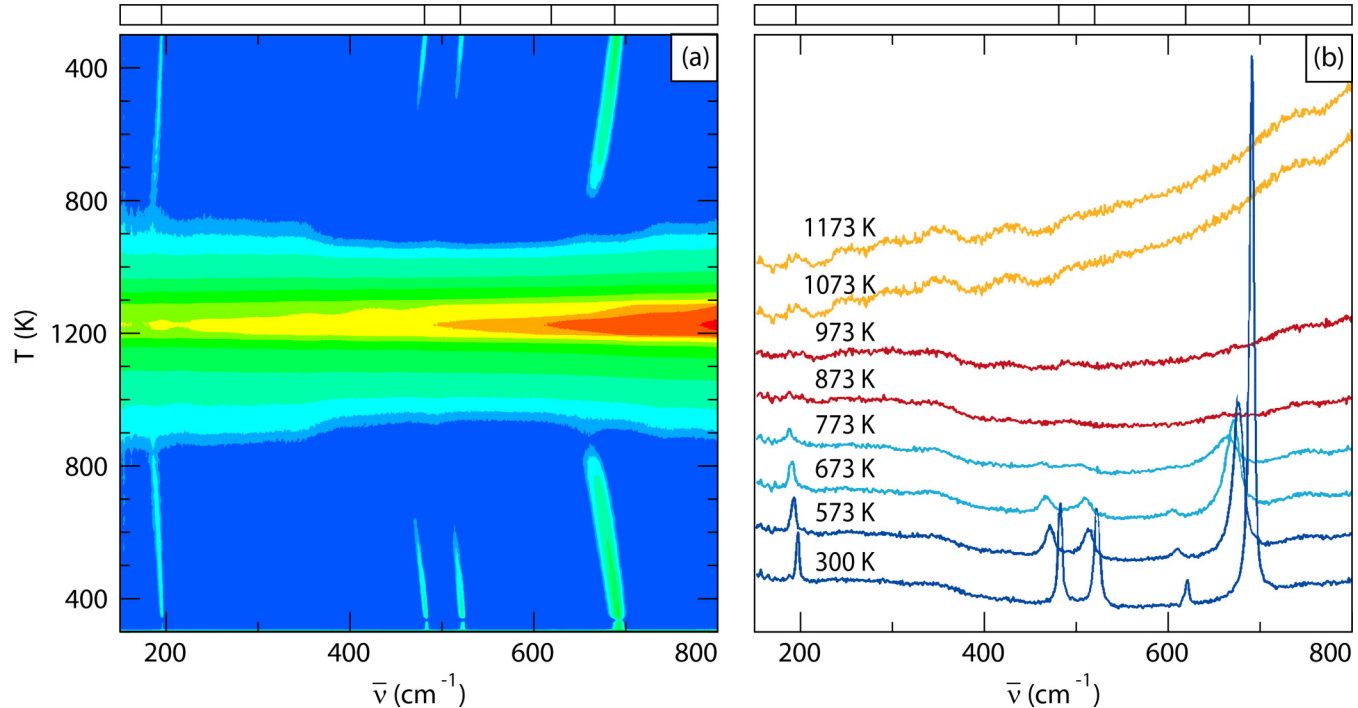 (a)
400
800
1200
800
400
T (K)
200
400
600
800
ν̅ (cm⁻¹)
(b)
1173 K
1073 K
973 K
873 K
773 K
673 K
573 K
300 K
200
400
600
800
ν̅ (cm⁻¹)